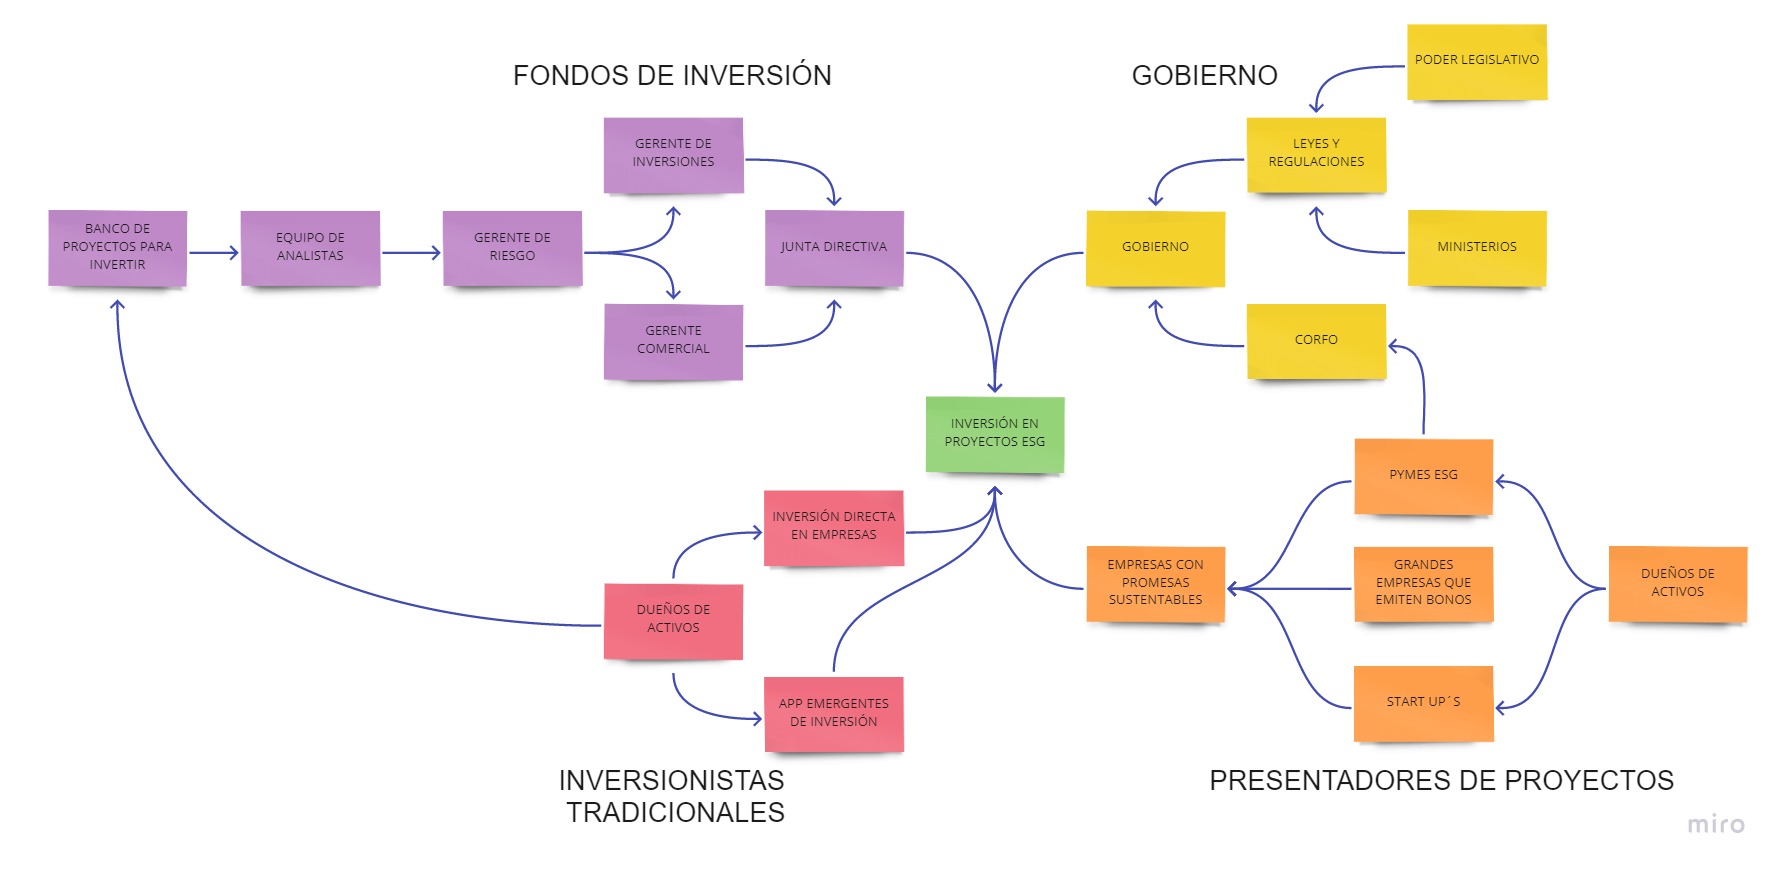 FONDOS DE INVERSIÓN
GOBIERNO
PODER LEGISLATIVO
GERENTE DE
INVERSIONES
LEYES Y
REGULACIONES
BANCO DE
PROYECTOS PARA
INVERTIR
EQUIPO DE
ANALISTAS
GERENTE DE
RIESGO
JUNTA DIRECTIVA
GOBIERNO
MINISTERIOS
GERENTE
COMERCIAL
CORFO
INVERSIÓN EN
PROYECTOS ESG
PYMES ESG
INVERSIÓN DIRECTA
EN EMPRESAS
EMPRESAS CON
PROMESAS
SUSTENTABLES
GRANDES
EMPRESAS QUE
EMITEN BONOS
DUEÑOS DE
ACTIVOS
DUEÑOS DE
ACTIVOS
APP EMERGENTES
DE INVERSIÓN
START UP´S
INVERSIONISTAS
TRADICIONALES
PRESENTADORES DE PROYECTOS
miro